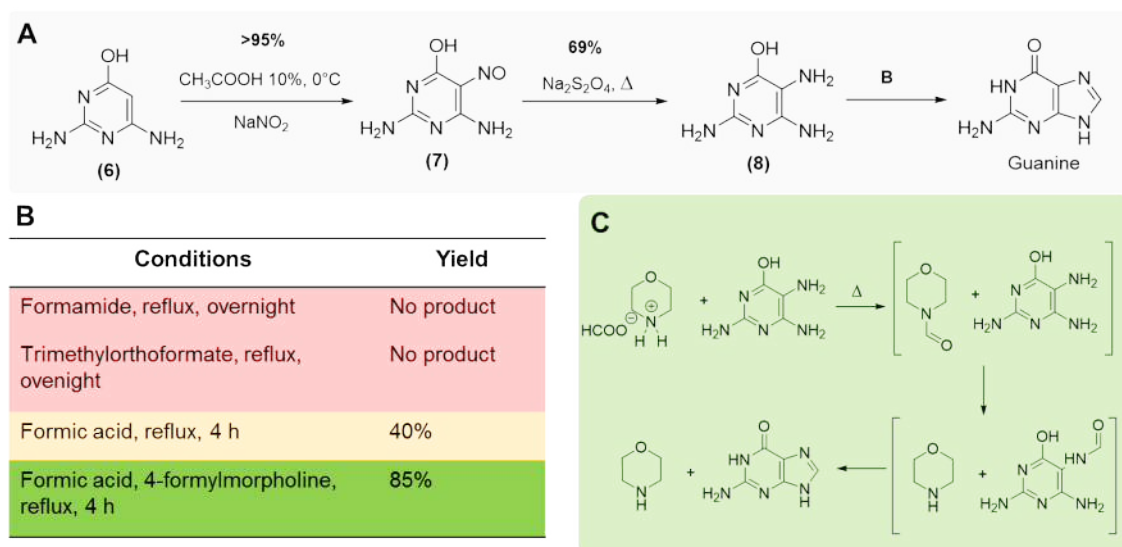 A
>95%
69%
OH
CH3COOH 10%, 0°C
NaNO2
OH
NO
Na2S2O4, Δ
OH
NH2
B
O
N
H2N
N
NH2
(6)
N
H2N
N
NH2
(7)
N
H2N
N
NH2
(8)
HN
N
H2N
N
N
H
Guanine
B
Conditions Yield
Formamide, reflux, overnight No product
Trimethylorthoformate, reflux, No product
ovenight
Formic acid, reflux, 4 h 40%
Formic acid, 4-formylmorpholine, 85%
reflux, 4 h
C
O
⊖
HCOO
⊕
N
H H
+
OH
NH2
N
H2N
N
NH2
Δ
O
N
O
+
OH
NH2
N
H2N
N
NH2
O
N
H
+
O
HN
N
H2N
N
N
H
O
N
H
+
OH
HN
O
N
H2N
N
NH2